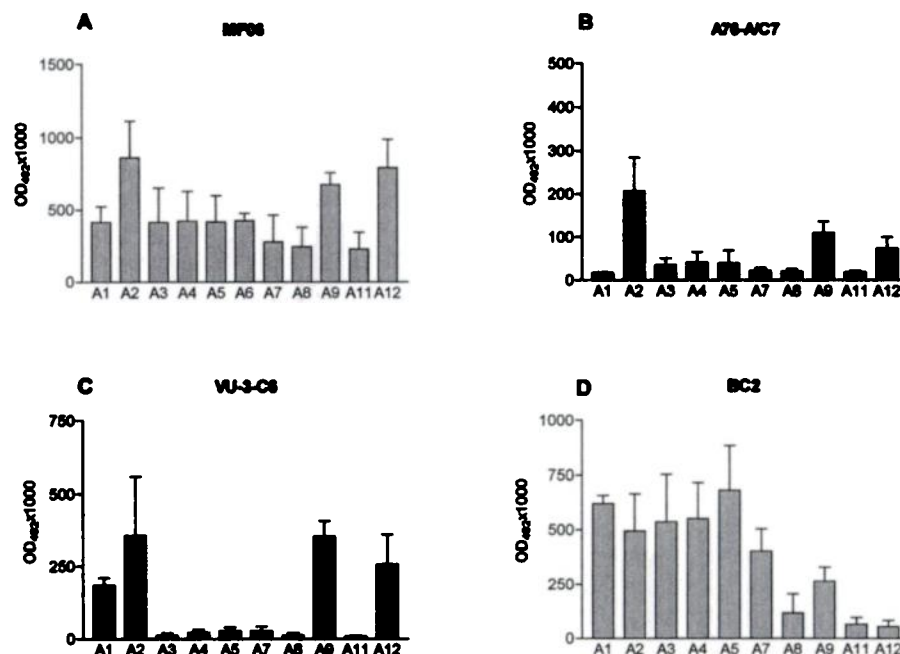 A
MF06
1500
1000
500
0
OD492x1000
A1 A2 A3 A4 A5 A6 A7 A8 A9 A11 A12
B
A76-A/C7
500
400
300
200
100
0
OD492x1000
A1 A2 A3 A4 A5 A7 A8 A9 A11 A12
C
VU-3-C6
750
500
250
0
OD492x1000
A1 A2 A3 A4 A5 A7 A8 A9 A11 A12
D
BC2
1000
750
500
250
0
OD492x1000
A1 A2 A3 A4 A5 A7 A8 A9 A11 A12